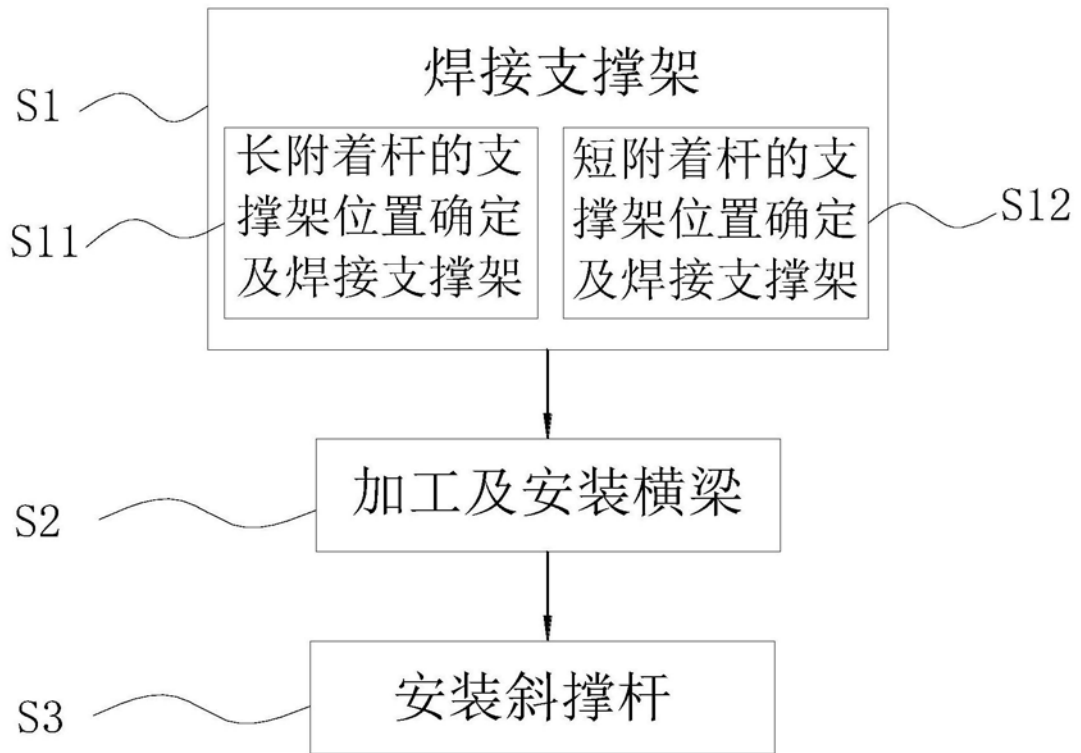 焊接支撑架
S1
长附着杆的支
撑架位置确定
及焊接支撑架
S11
短附着杆的支
撑架位置确定
及焊接支撑架
S12
加工及安装横梁
S2
安装斜撑杆
S3